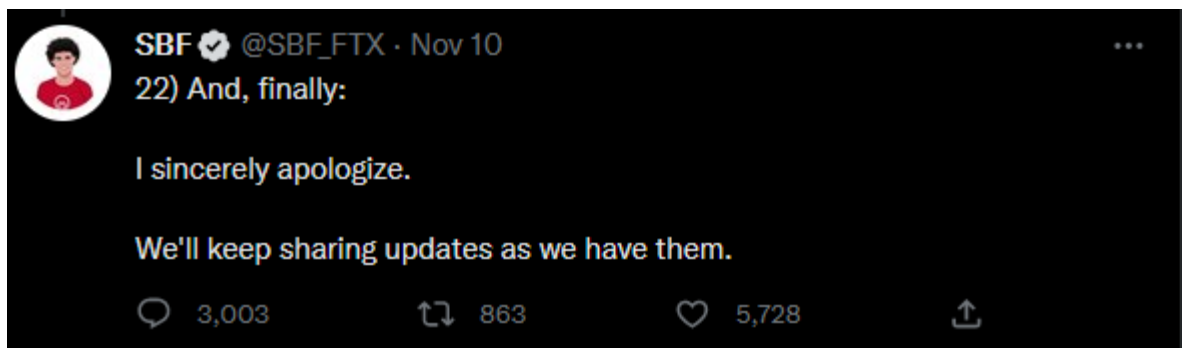 SBF @SBF_FTX · Nov 10
22) And, finally:
I sincerely apologize.
We'll keep sharing updates as we have them.
3,003 863 5,728